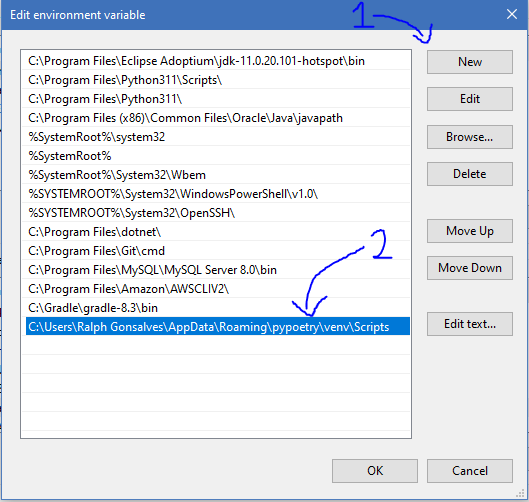 Edit environment variable
1
C:\Program Files\Eclipse Adoptium\jdk-11.0.20.101-hotspot\bin
New
C:\Program Files\Python311\Scripts\
C:\Program Files\Python311\
Edit
C:\Program Files (x86)\Common Files\Oracle\Java\javapath
%SystemRoot%\system32
Browse...
%SystemRoot%
%SystemRoot%\System32\Wbem
Delete
%SYSTEMROOT%\System32\WindowsPowerShell\v1.0\
%SYSTEMROOT%\System32\OpenSSH\
C:\Program Files\dotnet\
Move Up
C:\Program Files\Git\cmd
2
C:\Program Files\MySQL\MySQL Server 8.0\bin
Move Down
C:\Program Files\Amazon\AWSCLIV2\
C:\Gradle\gradle-8.3\bin
C:\Users\Ralph Gonsalves\AppData\Roaming\pypoetry\venv\Scripts
Edit text...
OK
Cancel